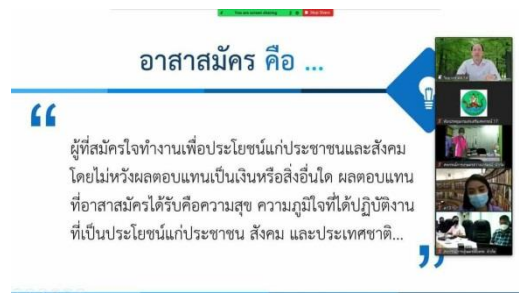 You are screen sharing
Stop Share
อาสาสมัคร คือ ...
“
ผู้ที่สมัครใจทำงานเพื่อประโยชน์แก่ประชาชนและสังคม
โดยไม่หวังผลตอบแทนเป็นเงินหรือสิ่งอื่นใด ผลตอบแทน
ที่อาสาสมัครได้รับคือความสุข ความภูมิใจที่ได้ปฏิบัติงาน
ที่เป็นประโยชน์แก่ประชาชน สังคม และประเทศชาติ...
”